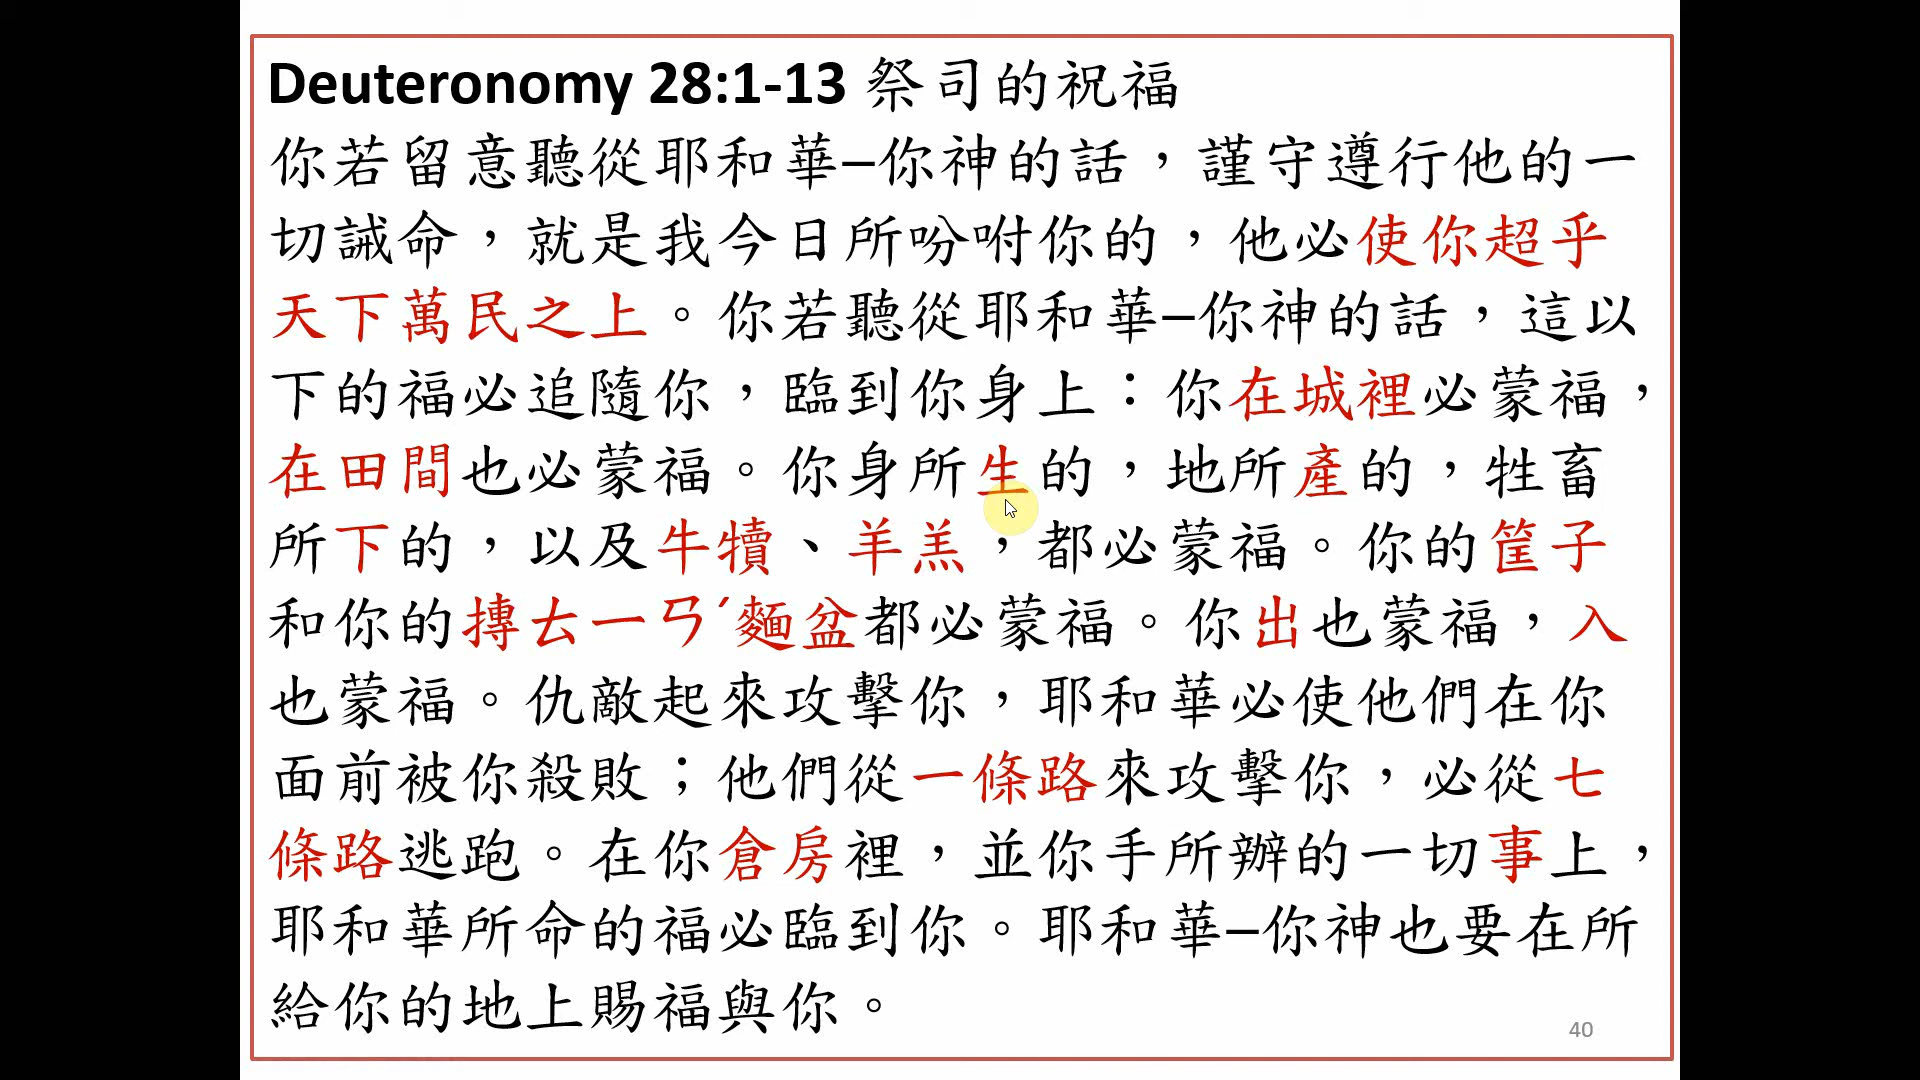 Deuteronomy 28:1-13 祭司的祝福
你若留意聽從耶和華–你神的話，謹守遵行他的一
切誡命，就是我今日所吩咐你的，他必使你超乎
天下萬民之上。你若聽從耶和華–你神的話，這以
下的福必追隨你，臨到你身上：你在城裡必蒙福，
在田間也必蒙福。你身所生的，地所產的，牲畜
所下的，以及牛犢、羊羔，都必蒙福。你的筐子
和你的摶ㄊㄧㄢˊ麵盆都必蒙福。你出也蒙福，入
也蒙福。仇敵起來攻擊你，耶和華必使他們在你
面前被你殺敗；他們從一條路來攻擊你，必從七
條路逃跑。在你倉房裡，並你手所辦的一切事上，
耶和華所命的福必臨到你。耶和華–你神也要在所
給你的地上賜福與你。
40